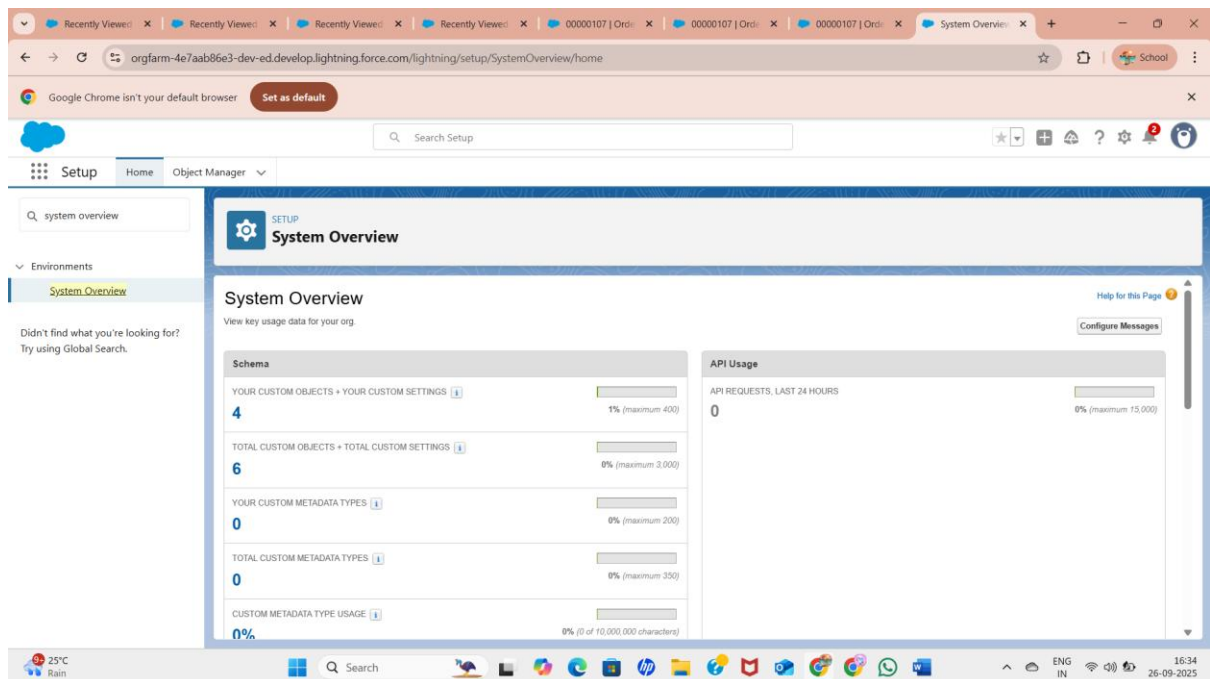 Recently Viewed
Recently Viewed
Recently Viewed
Recently Viewed
00000107 | Orde
00000107 | Orde
00000107 | Orde
System Overview
orgfarm-4e7aab86e3-dev-ed.develop.lightning.force.com/lightning/setup/SystemOverview/home
School
Google Chrome isn't your default browser
Set as default
Search Setup
2
Setup
Home
Object Manager
system overview
Environments
System Overview
Didn't find what you're looking for?
Try using Global Search.
SETUP
System Overview
System Overview
Help for this Page
View key usage data for your org.
Configure Messages
Schema
YOUR CUSTOM OBJECTS + YOUR CUSTOM SETTINGS i
4
1% (maximum 400)
TOTAL CUSTOM OBJECTS + TOTAL CUSTOM SETTINGS i
6
0% (maximum 3,000)
YOUR CUSTOM METADATA TYPES i
0
0% (maximum 200)
TOTAL CUSTOM METADATA TYPES i
0
0% (maximum 350)
CUSTOM METADATA TYPE USAGE i
0%
0% (0 of 10,000,000 characters)
API Usage
API REQUESTS, LAST 24 HOURS
0
0% (maximum 15,000)
9+
25°C
Rain
Search
ENG
IN
16:34
26-09-2025